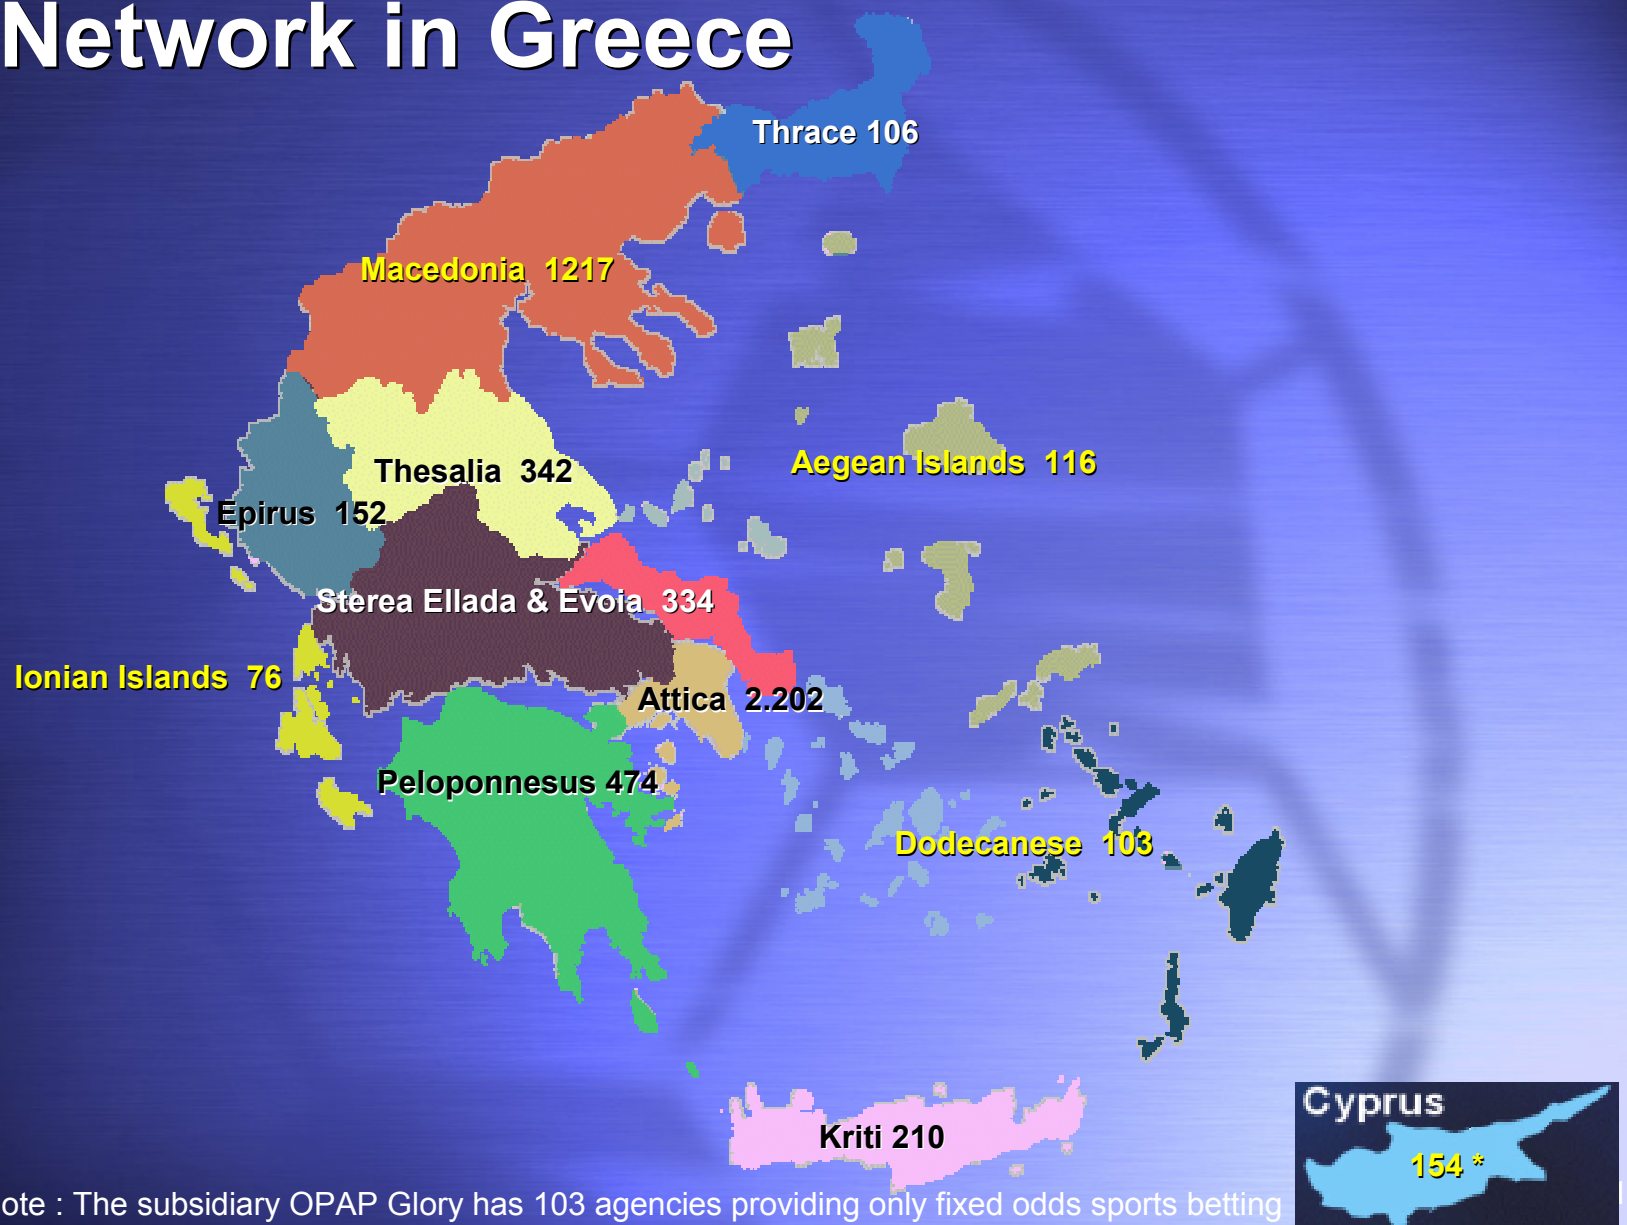 Network in Greece
Thrace 106
Macedonia 1217
Aegean Islands 116
Thesalia 342
Epirus 152
Sterea Ellada & Evoia 334
Ionian Islands 76
Attica 2.202
Peloponnesus 474
Dodecanese 103
Cyprus
Kriti 210
154 *
ote : The subsidiary OPAP Glory has 103 agencies providing only fixed odds sports betting